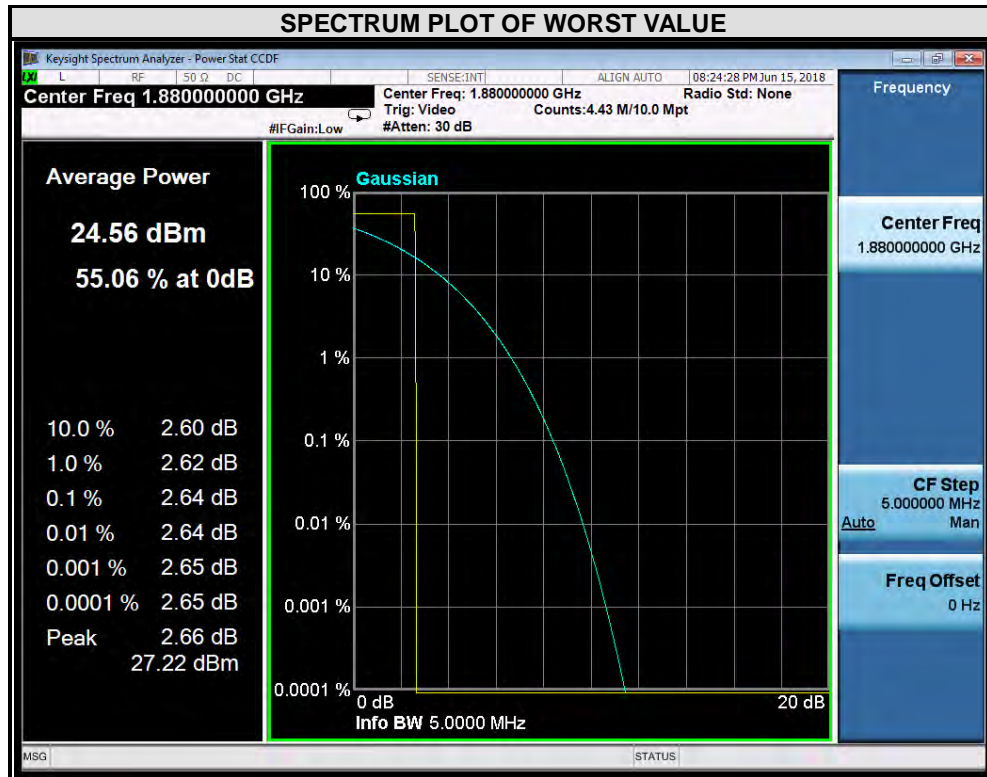 SPECTRUM PLOT OF WORST VALUE
Keysight Spectrum Analyzer - Power Stat CCDF
LXI L RF 50 Ω DC SENSE:INT ALIGN AUTO 08:24:28 PM Jun 15, 2018
Center Freq 1.880000000 GHz
Center Freq: 1.880000000 GHz Radio Std: None
Trig: Video Counts:4.43 M/10.0 Mpt
#IFGain:Low #Atten: 30 dB
Frequency
Average Power
24.56 dBm
55.06 % at 0dB
10.0 % 2.60 dB
1.0 % 2.62 dB
0.1 % 2.64 dB
0.01 % 2.64 dB
0.001 % 2.65 dB
0.0001 % 2.65 dB
Peak 2.66 dB
27.22 dBm
Gaussian
100 %
10 %
1 %
0.1 %
0.01 %
0.001 %
0.0001 %
0 dB 20 dB
Info BW 5.0000 MHz
Center Freq
1.880000000 GHz
CF Step
5.000000 MHz
Auto Man
Freq Offset
0 Hz
MSG STATUS